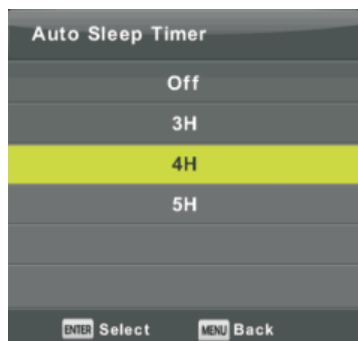 Auto Sleep Timer
Off
3H
4H
5H
ENTER Select MENU Back